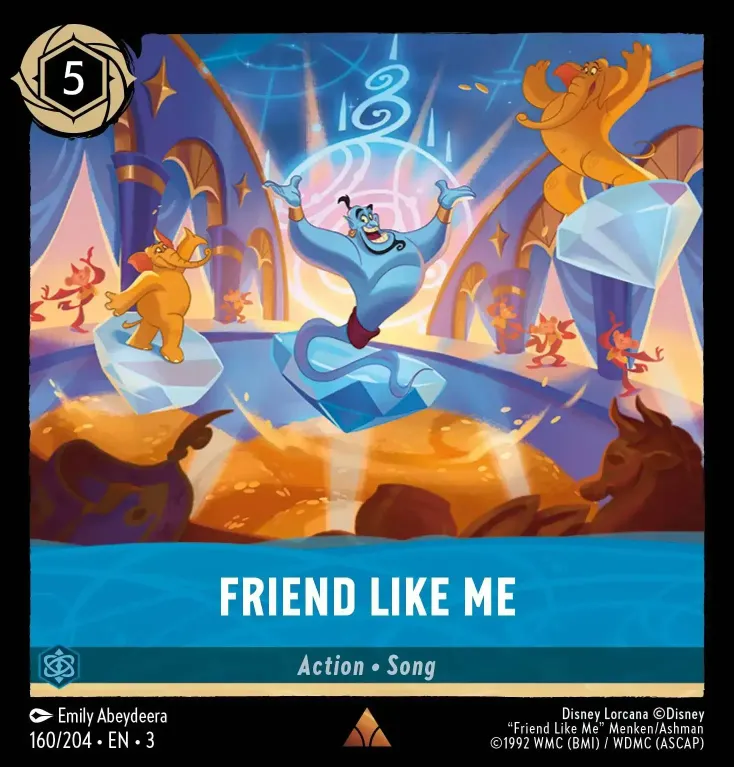 5
FRIEND LIKE ME
Action • Song
Emily Abeydeera
160/204 • EN • 3
Disney Lorcana ©Disney
“Friend Like Me” Menken/Ashman
©1992 WMC (BMI) / WDMC (ASCAP)